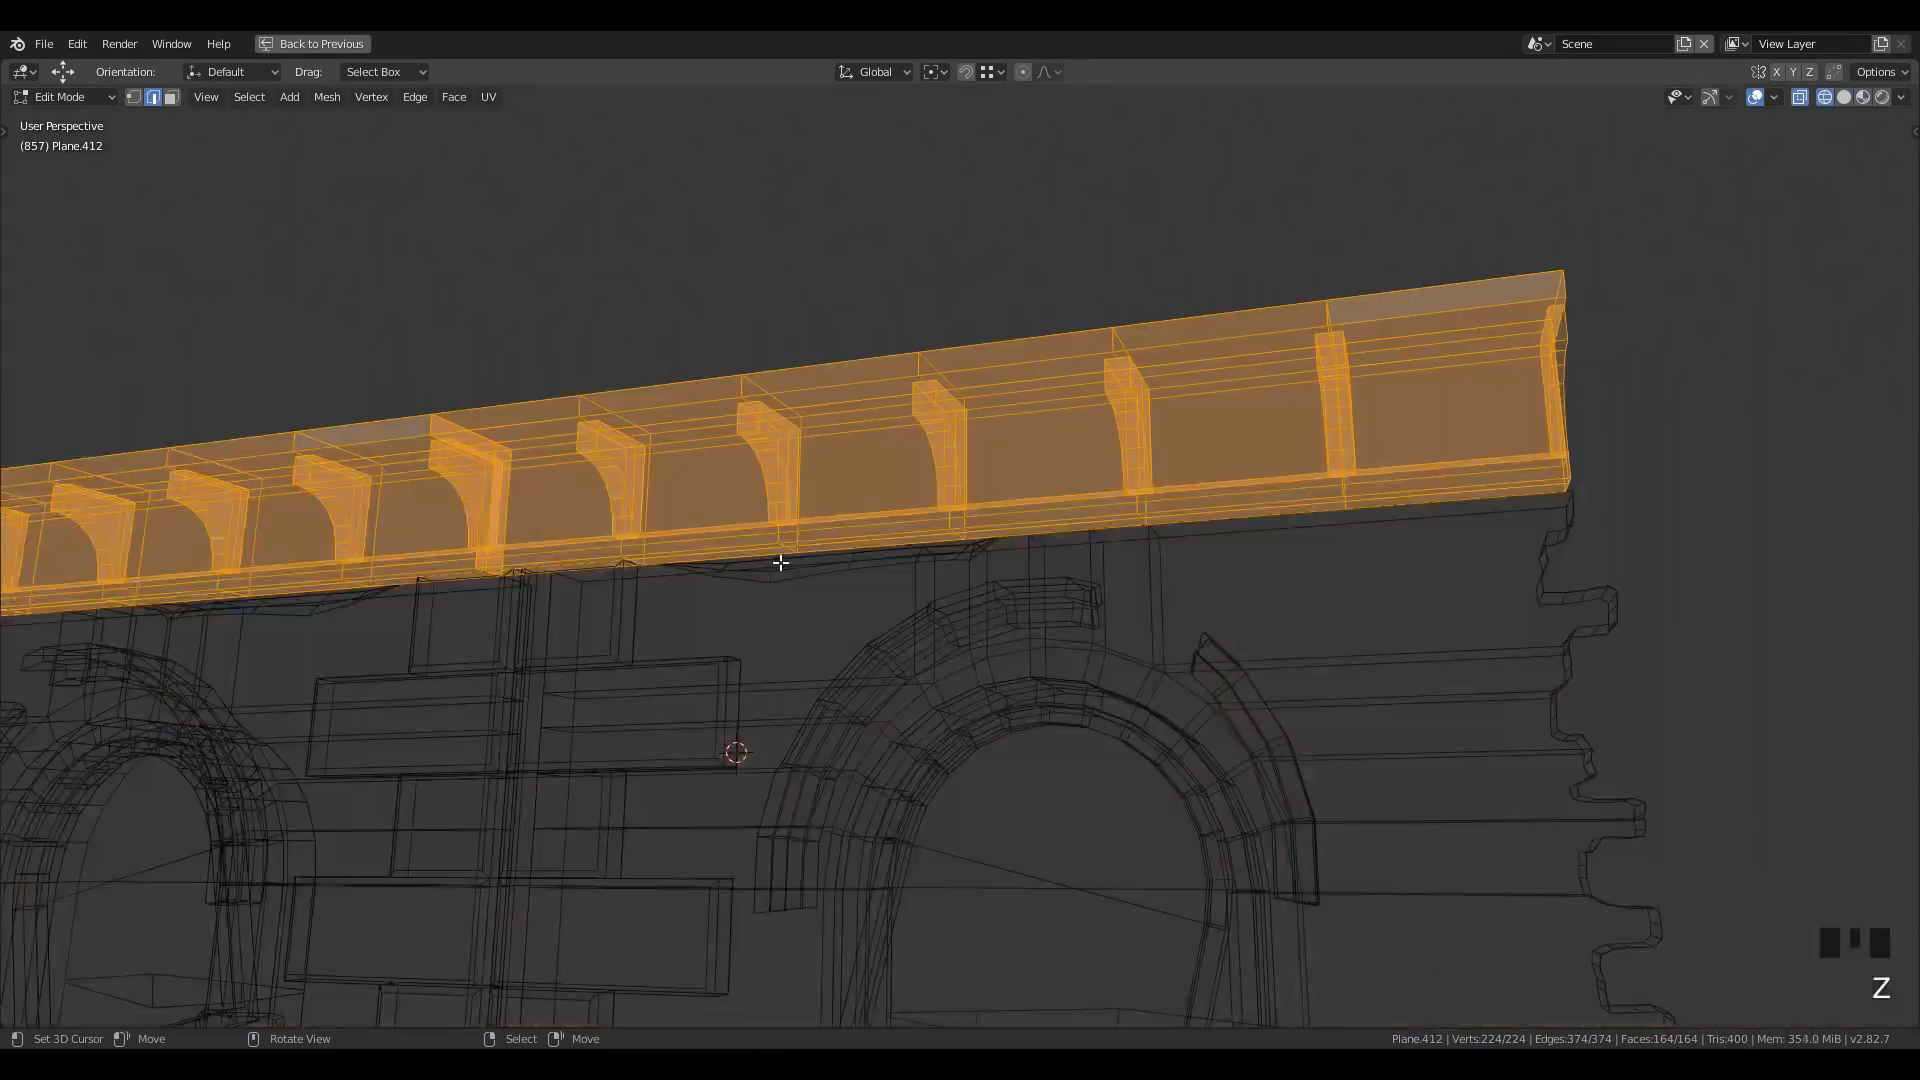 File Edit Render Window Help Back to Previous Scene View Layer
Orientation: Default Drag: Select Box Global X Y Z Options
Edit Mode View Select Add Mesh Vertex Edge Face UV
User Perspective
(857) Plane.412
Z
Set 3D Cursor Move Rotate View Select Move Plane.412 | Verts:224/224 | Edges:374/374 | Faces:164/164 | Tris:400 | Mem: 354.0 MiB | v2.82.7